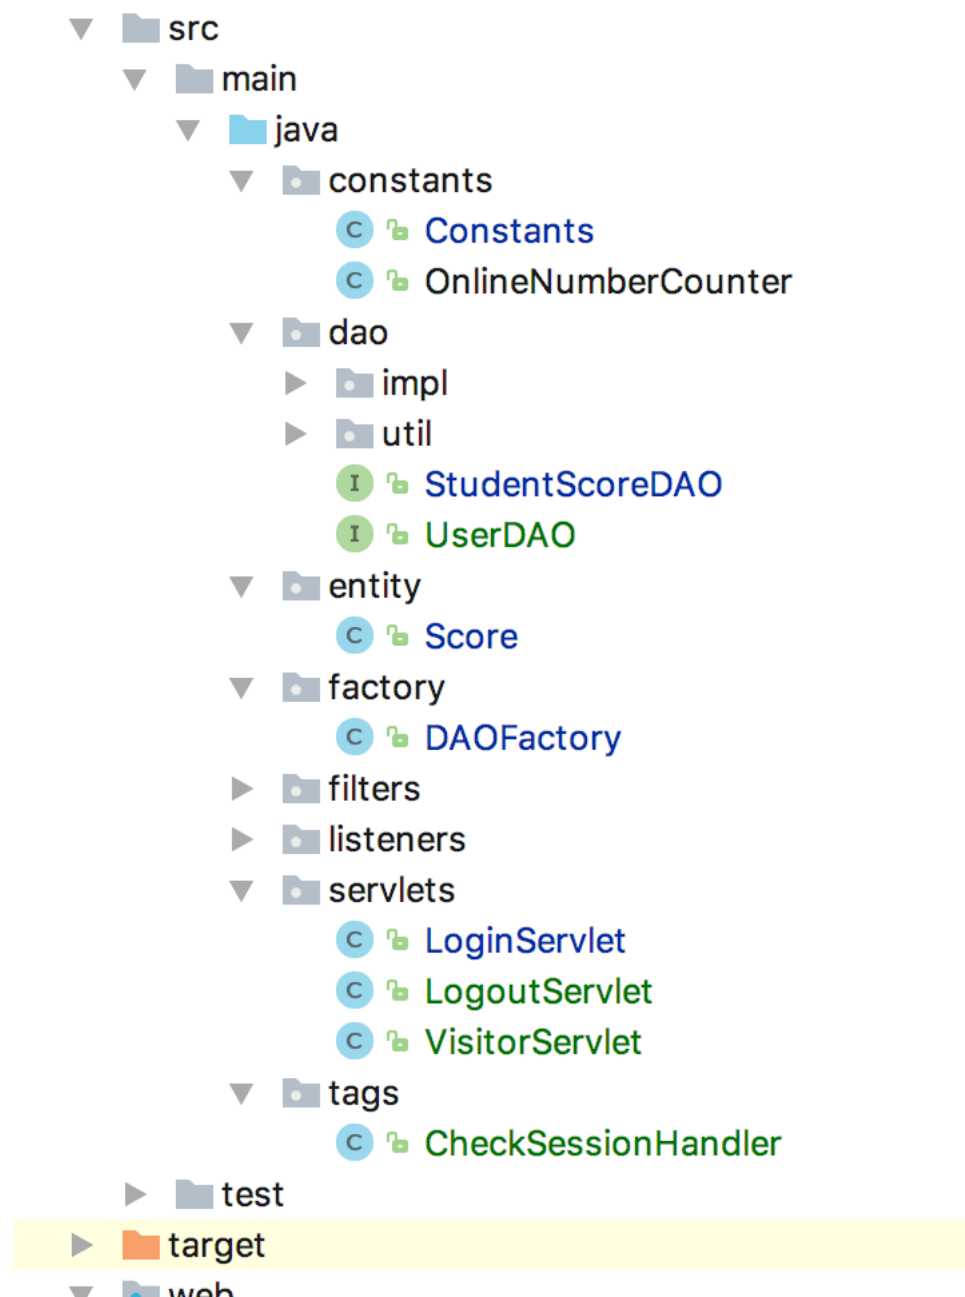 src
main
java
constants
C Constants
C OnlineNumberCounter
dao
impl
util
I StudentScoreDAO
I UserDAO
entity
C Score
factory
C DAOFactory
filters
listeners
servlets
C LoginServlet
C LogoutServlet
C VisitorServlet
tags
C CheckSessionHandler
test
target
web